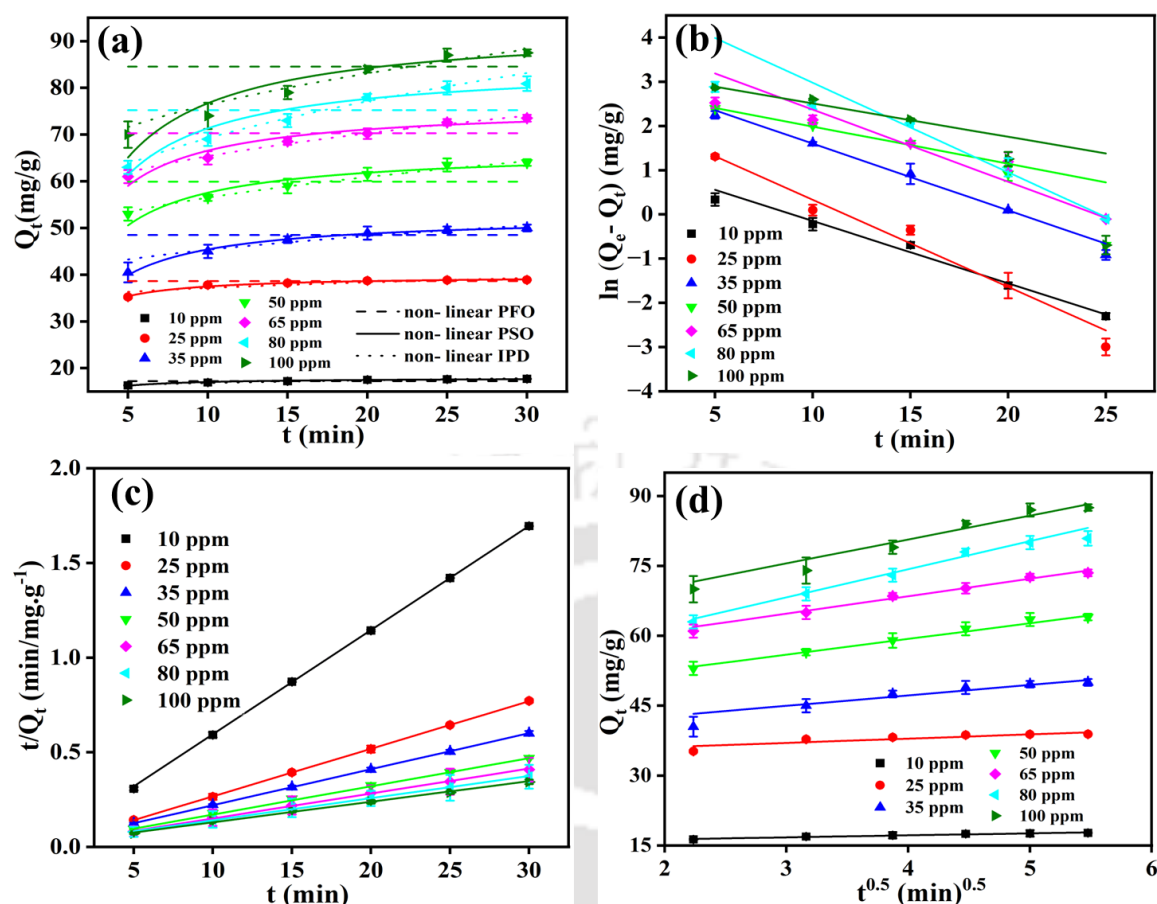 (a)
Qt(mg/g)
90
80
70
60
50
40
30
20
10 ppm
25 ppm
35 ppm
50 ppm
65 ppm
80 ppm
100 ppm
non- linear PFO
non- linear PSO
non- linear IPD
5 10 15 20 25 30
t (min)
(b)
ln (Qe- Qt) (mg/g)
4
3
2
1
0
−1
−2
−3
−4
10 ppm
25 ppm
35 ppm
50 ppm
65 ppm
80 ppm
100 ppm
5 10 15 20 25
t (min)
(c)
t/Qt (min/mg.g-1)
2.0
1.5
1.0
0.5
0.0
10 ppm
25 ppm
35 ppm
50 ppm
65 ppm
80 ppm
100 ppm
5 10 15 20 25 30
t (min)
(d)
Qt (mg/g)
90
75
60
45
30
15
10 ppm
25 ppm
35 ppm
50 ppm
65 ppm
80 ppm
100 ppm
2 3 4 5 6
t0.5 (min)0.5